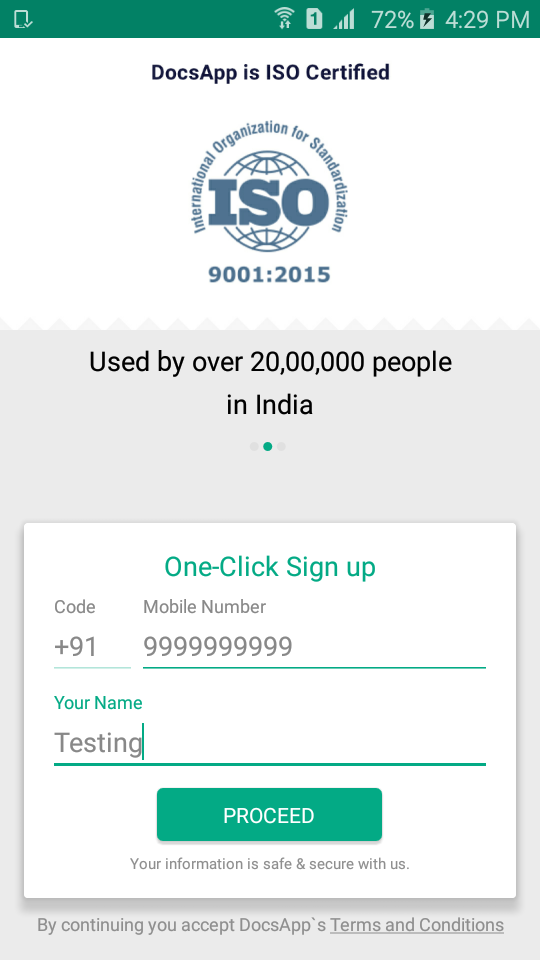 1 72% 4:29 PM
DocsApp is ISO Certified
International Organization for Standardization
ISO
9001:2015
Used by over 20,00,000 people
in India
One-Click Sign up
Code Mobile Number
+91 9999999999
Your Name
Testing
PROCEED
Your information is safe & secure with us.
By continuing you accept DocsApp`s Terms and Conditions